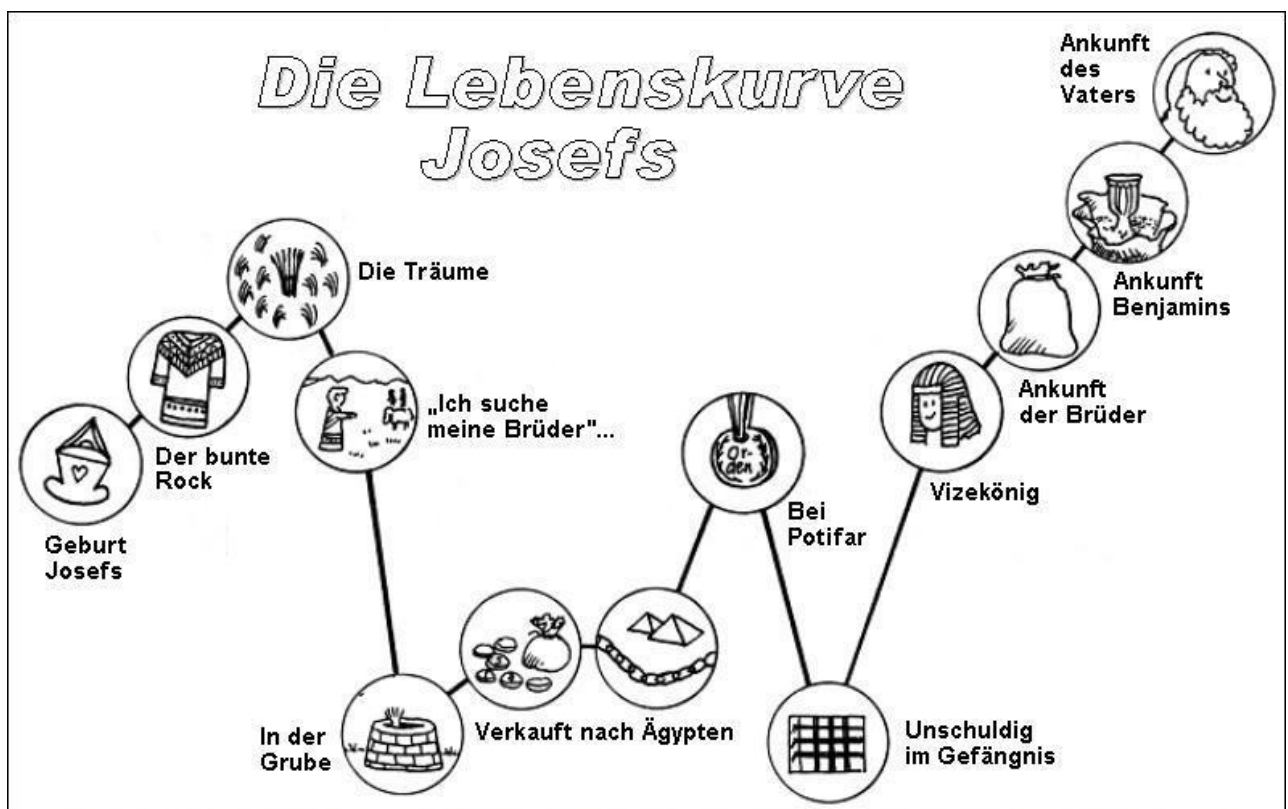 Die Lebenskurve
Josefs
Geburt
Josefs
Der bunte
Rock
Die Träume
„Ich suche
meine Brüder"...
In der
Grube
Verkauft nach Ägypten
Or-
den
Bei
Potifar
Unschuldig
im Gefängnis
Vizekönig
Ankunft
der Brüder
Ankunft
Benjamins
Ankunft
des
Vaters